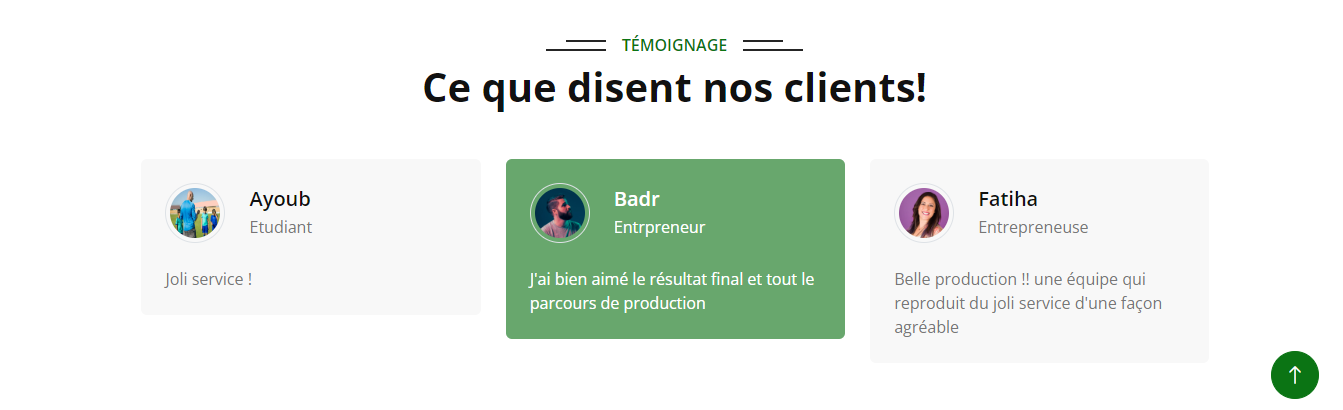 TÉMOIGNAGE
Ce que disent nos clients!
Ayoub
Etudiant
Joli service !
Badr
Entrpreneur
J'ai bien aimé le résultat final et tout le
parcours de production
Fatiha
Entrepreneuse
Belle production !! une équipe qui
reproduit du joli service d'une façon
agréable